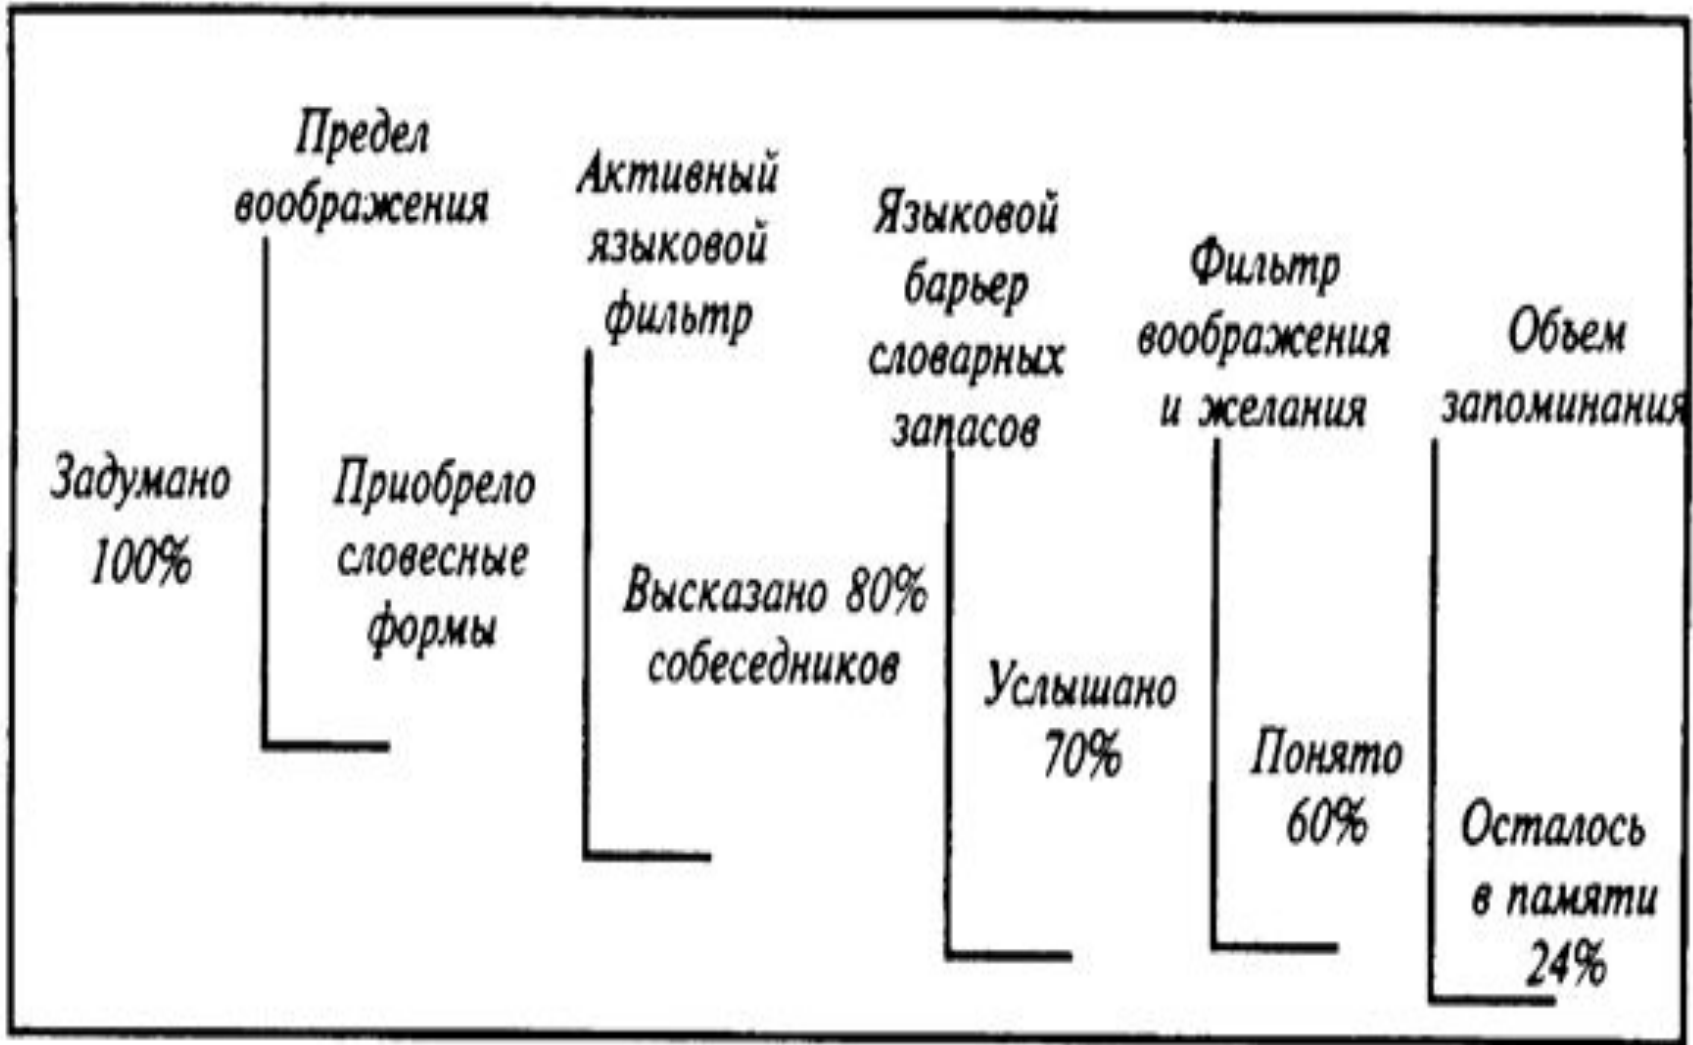 Предел
воображения
Активный
языковой
фильтр
Языковой
барьер
словарных
запасов
Фильтр
воображения
и желания
Объем
запоминания
Задумано
100%
Приобрело
словесные
формы
Высказано 80%
собеседников
Услышано
70%
Понято
60%
Осталось
в памяти
24%